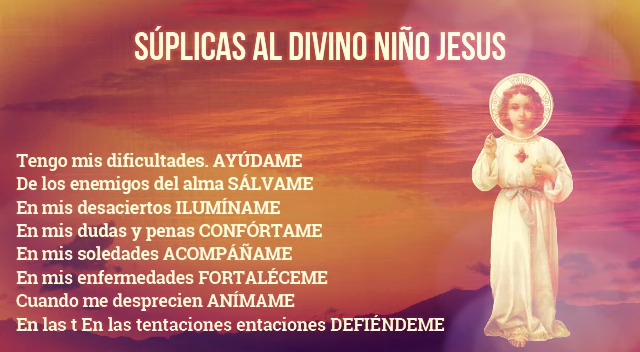 SÚPLICAS AL DIVINO NIÑO JESUS
Tengo mis dificultades. AYÚDAME
De los enemigos del alma SÁLVAME
En mis desaciertos ILUMÍNAME
En mis dudas y penas CONFÓRTAME
En mis soledades ACOMPÁÑAME
En mis enfermedades FORTALÉCEME
Cuando me desprecien ANÍMAME
En las t En las tentaciones entaciones DEFIÉNDEME